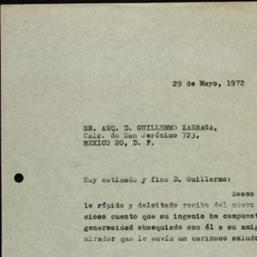 29 de Mayo, 1972
SR. ARQ. D. GUILLERMO ZARRAGA,
Calz. de San Jerónimo 723,
MEXICO 20, D. F.
Muy estimado y fino D. Guillermo:
deseo
le rápido y deleitado recibo del nuevo
cioso cuento que su ingenio ha compuest
generosidad obsequiado con él a su amig
mirador que le envía un cariñoso salud